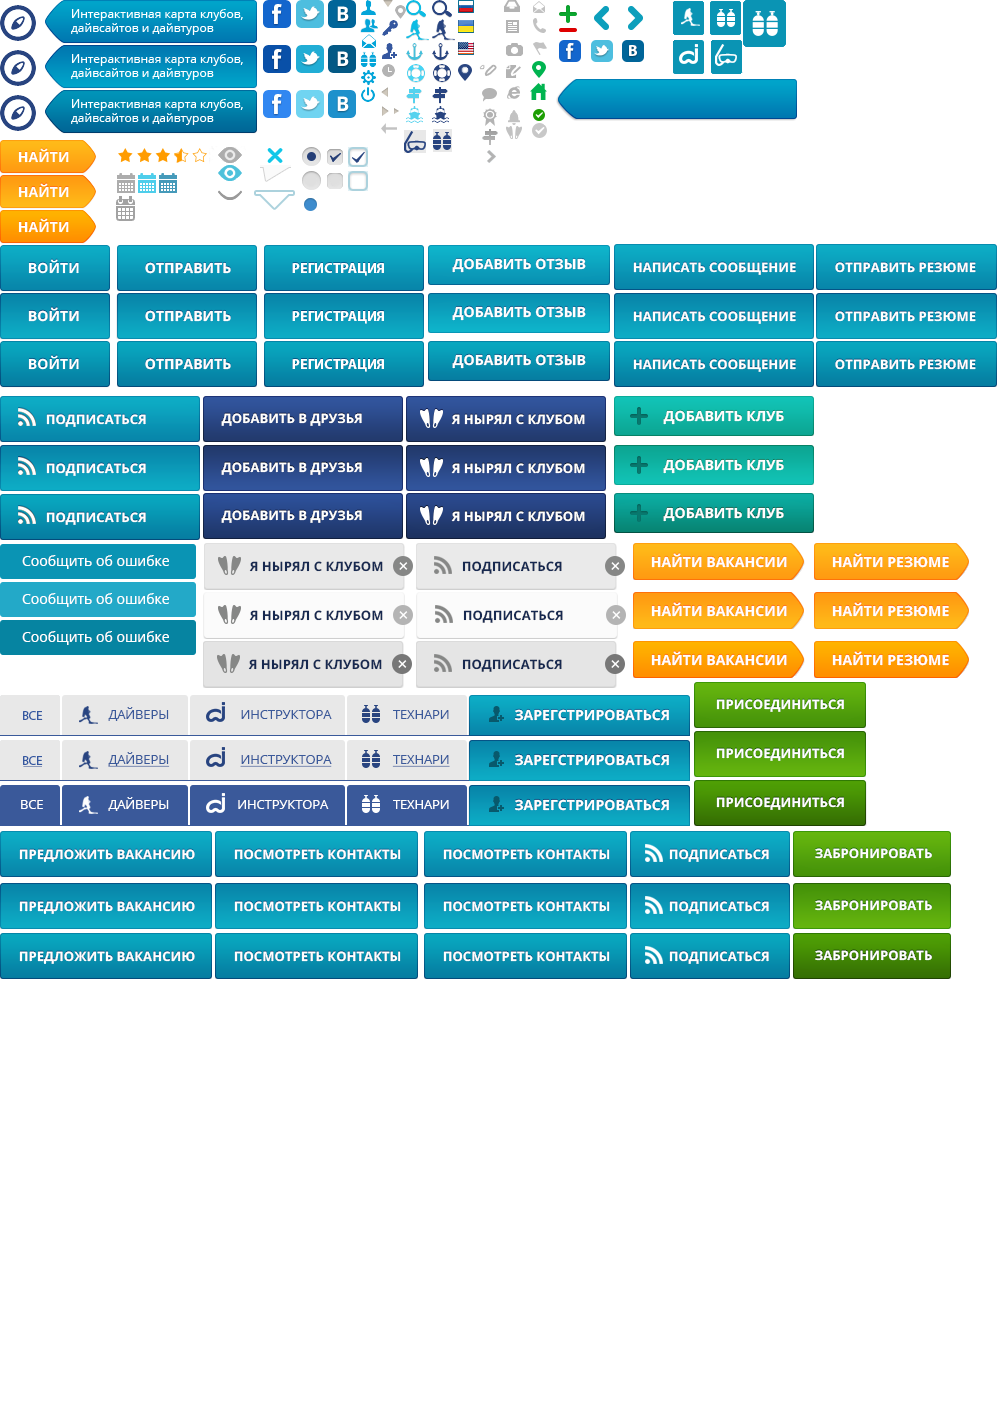 Интерактивная карта клубов,
дайвсайтов и дайвтуров
Интерактивная карта клубов,
дайвсайтов и дайвтуров
Интерактивная карта клубов,
дайвсайтов и дайвтуров
f
B
f
B
f
B
f
B
НАЙТИ
НАЙТИ
НАЙТИ
ВОЙТИ ОТПРАВИТЬ РЕГИСТРАЦИЯ ДОБАВИТЬ ОТЗЫВ НАПИСАТЬ СООБЩЕНИЕ ОТПРАВИТЬ РЕЗЮМЕ
ВОЙТИ ОТПРАВИТЬ РЕГИСТРАЦИЯ ДОБАВИТЬ ОТЗЫВ НАПИСАТЬ СООБЩЕНИЕ ОТПРАВИТЬ РЕЗЮМЕ
ВОЙТИ ОТПРАВИТЬ РЕГИСТРАЦИЯ ДОБАВИТЬ ОТЗЫВ НАПИСАТЬ СООБЩЕНИЕ ОТПРАВИТЬ РЕЗЮМЕ
ПОДПИСАТЬСЯ ДОБАВИТЬ В ДРУЗЬЯ Я НЫРЯЛ С КЛУБОМ ДОБАВИТЬ КЛУБ
ПОДПИСАТЬСЯ ДОБАВИТЬ В ДРУЗЬЯ Я НЫРЯЛ С КЛУБОМ ДОБАВИТЬ КЛУБ
ПОДПИСАТЬСЯ ДОБАВИТЬ В ДРУЗЬЯ Я НЫРЯЛ С КЛУБОМ ДОБАВИТЬ КЛУБ
Сообщить об ошибке Я НЫРЯЛ С КЛУБОМ ПОДПИСАТЬСЯ НАЙТИ ВАКАНСИИ НАЙТИ РЕЗЮМЕ
Сообщить об ошибке Я НЫРЯЛ С КЛУБОМ ПОДПИСАТЬСЯ НАЙТИ ВАКАНСИИ НАЙТИ РЕЗЮМЕ
Сообщить об ошибке Я НЫРЯЛ С КЛУБОМ ПОДПИСАТЬСЯ НАЙТИ ВАКАНСИИ НАЙТИ РЕЗЮМЕ
ВСЕ ДАЙВЕРЫ ИНСТРУКТОРА ТЕХНАРИ ЗАРЕГСТРИРОВАТЬСЯ ПРИСОЕДИНИТЬСЯ
ВСЕ ДАЙВЕРЫ ИНСТРУКТОРА ТЕХНАРИ ЗАРЕГСТРИРОВАТЬСЯ ПРИСОЕДИНИТЬСЯ
ВСЕ ДАЙВЕРЫ ИНСТРУКТОРА ТЕХНАРИ ЗАРЕГСТРИРОВАТЬСЯ ПРИСОЕДИНИТЬСЯ
ПРЕДЛОЖИТЬ ВАКАНСИЮ ПОСМОТРЕТЬ КОНТАКТЫ ПОСМОТРЕТЬ КОНТАКТЫ ПОДПИСАТЬСЯ ЗАБРОНИРОВАТЬ
ПРЕДЛОЖИТЬ ВАКАНСИЮ ПОСМОТРЕТЬ КОНТАКТЫ ПОСМОТРЕТЬ КОНТАКТЫ ПОДПИСАТЬСЯ ЗАБРОНИРОВАТЬ
ПРЕДЛОЖИТЬ ВАКАНСИЮ ПОСМОТРЕТЬ КОНТАКТЫ ПОСМОТРЕТЬ КОНТАКТЫ ПОДПИСАТЬСЯ ЗАБРОНИРОВАТЬ